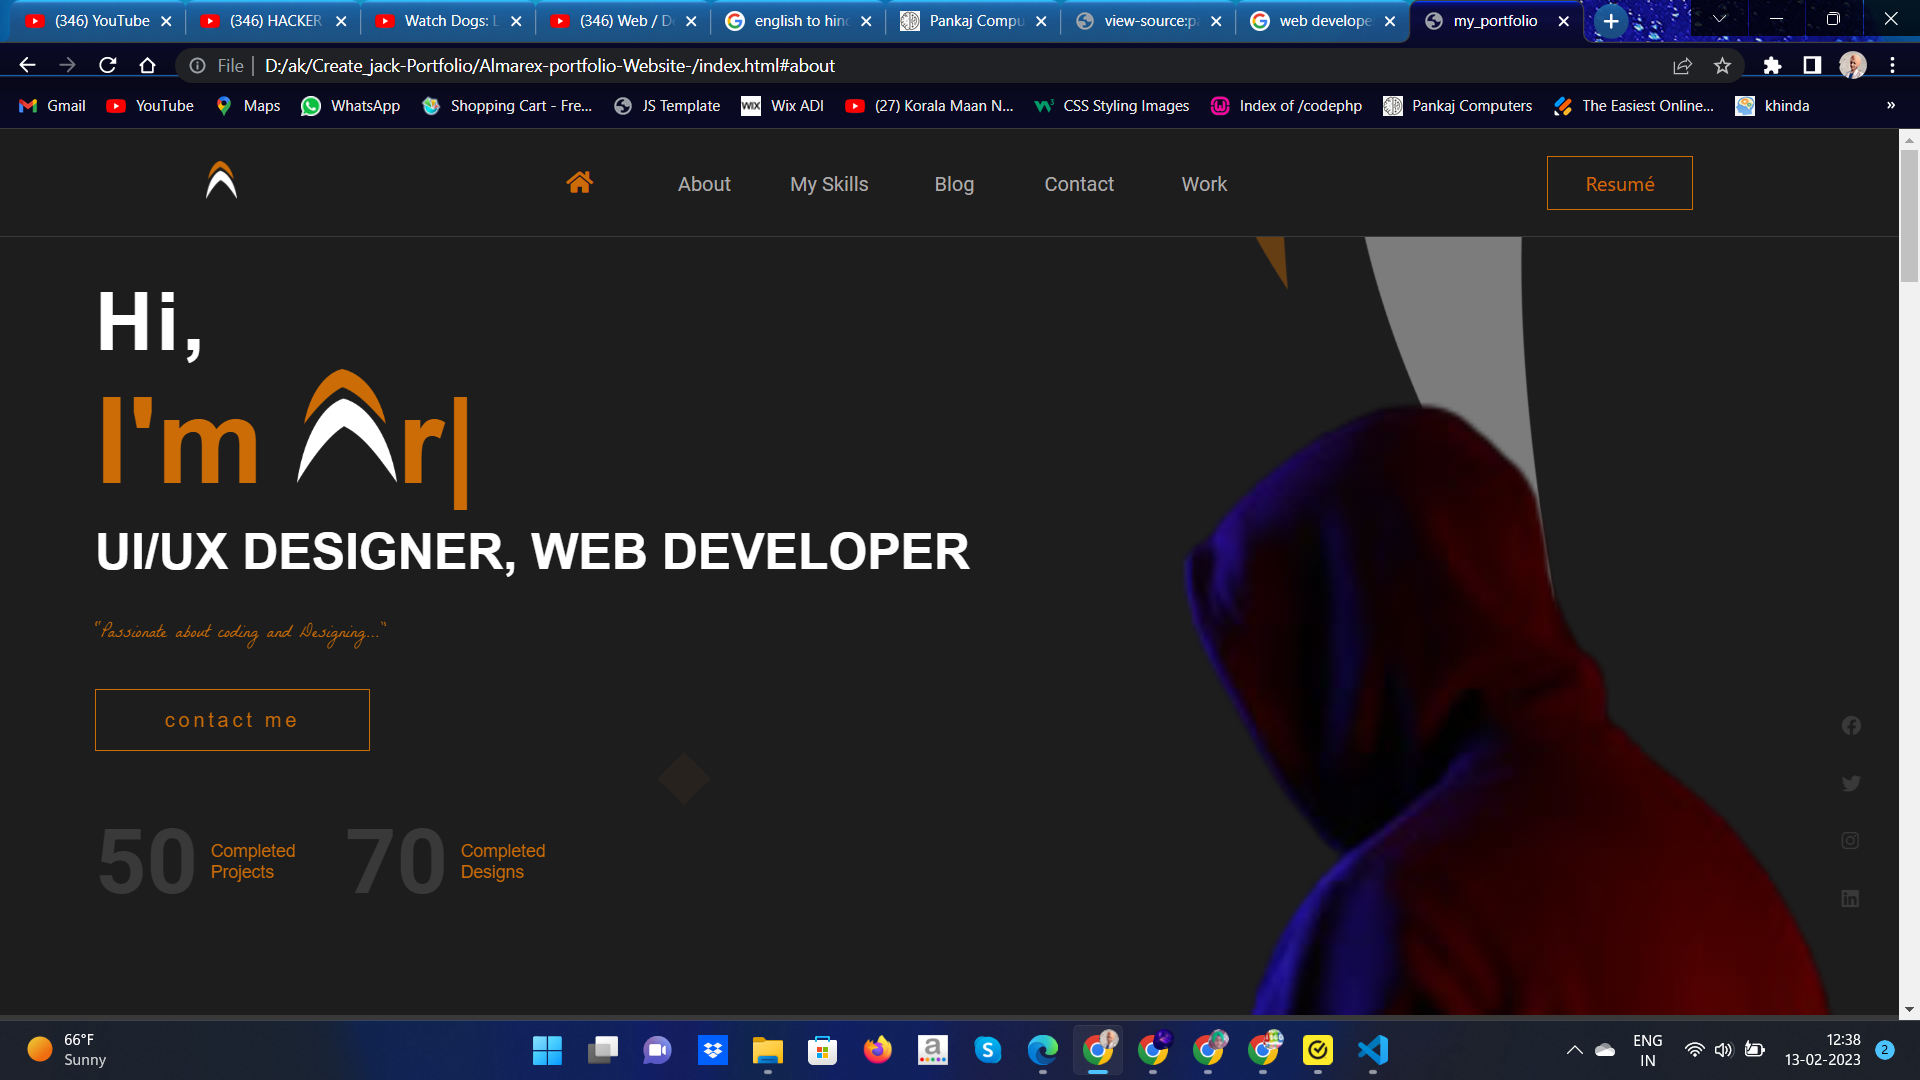 (346) YouTube
(346) HACKER
Watch Dogs: L
(346) Web / De
english to hind
Pankaj Compu
view-source:pa
web develope
my_portfolio
File
D:/ak/Create_jack-Portfolio/Almarex-portfolio-Website-/index.html#about
Gmail
YouTube
Maps
WhatsApp
Shopping Cart - Fre...
JS Template
WIX
Wix ADI
(27) Korala Maan N...
CSS Styling Images
Index of /codephp
Pankaj Computers
The Easiest Online...
khinda
»
About
My Skills
Blog
Contact
Work
Resumé
Hi,
I'm r|
UI/UX DESIGNER, WEB DEVELOPER
"Passionate about coding and Designing..."
contact me
50
Completed
Projects
70
Completed
Designs
66°F
Sunny
ENG
IN
12:38
13-02-2023
2